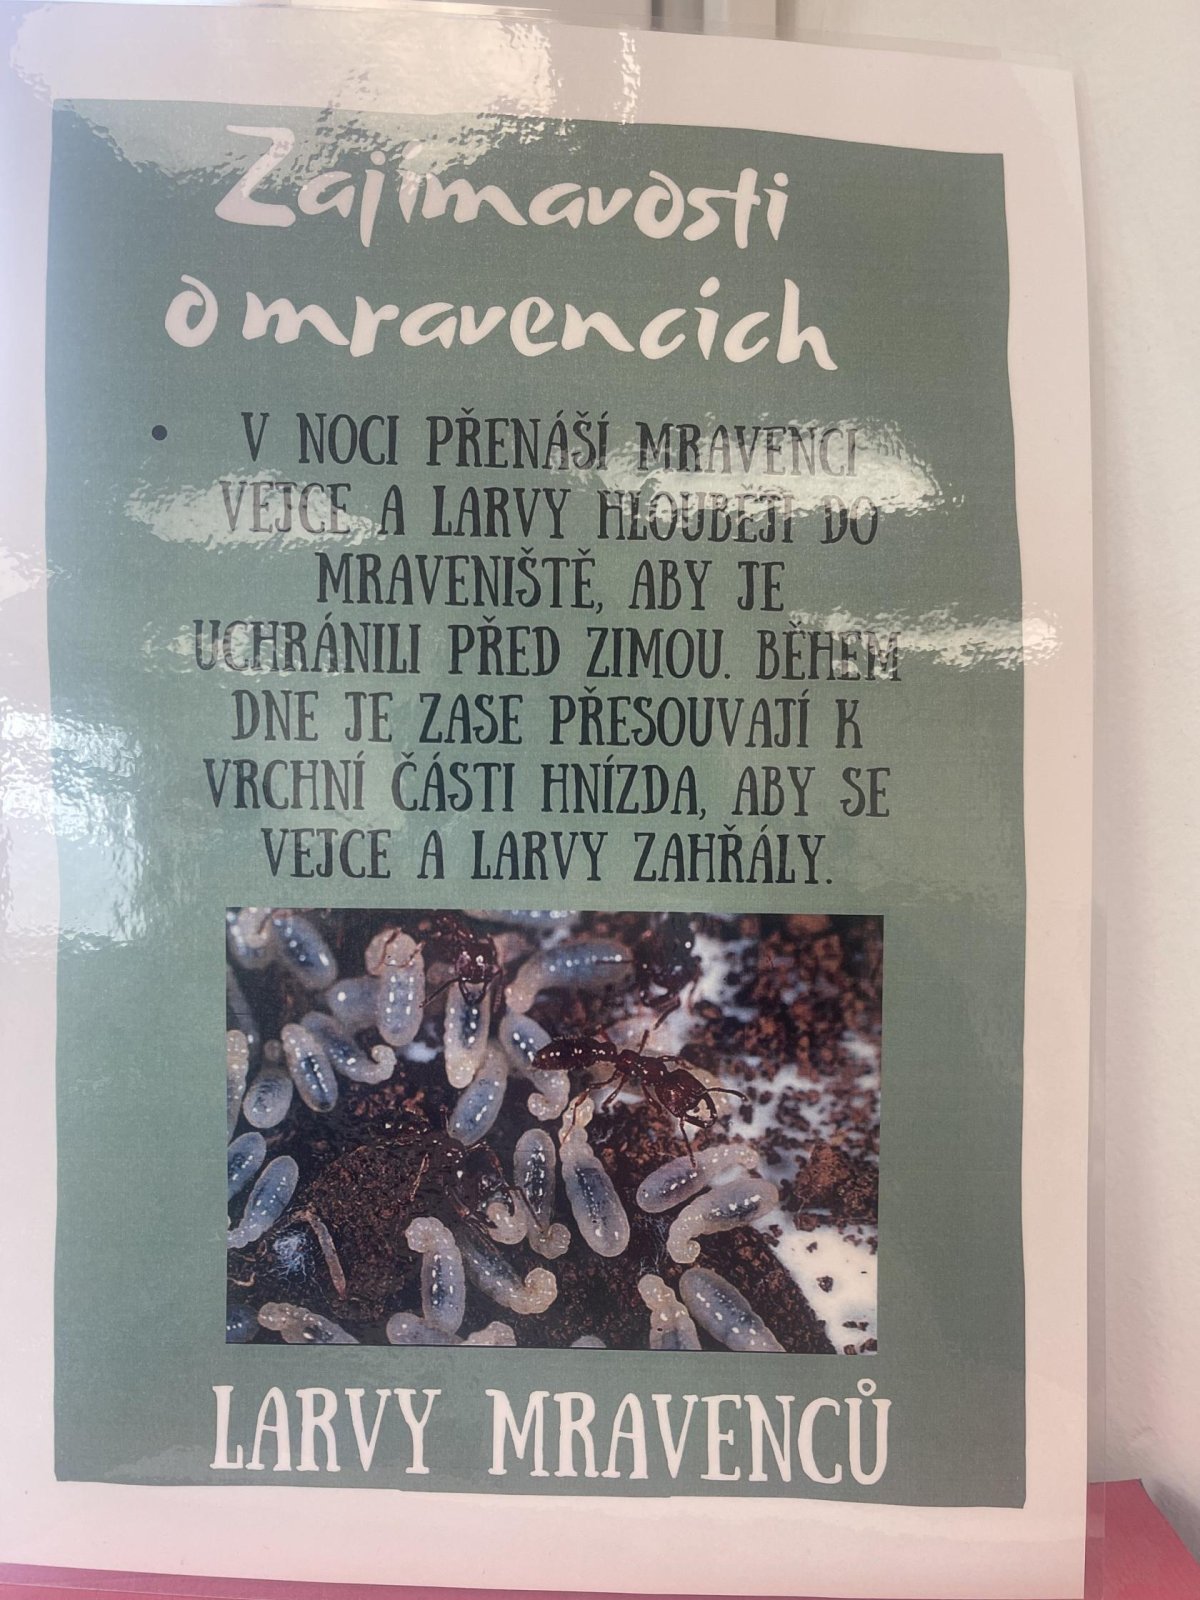 Zajímavosti
o mravencích
• V NOCI PŘENÁŠÍ MRAVENCI
VEJCE A LARVY HLOUBĚJI DO
MRAVENIŠTĚ, ABY JE
UCHRÁNILI PŘED ZIMOU. BĚHEM
DNE JE ZASE PŘESOUVAJÍ K
VRCHNÍ ČÁSTI HNÍZDA, ABY SE
VEJCE A LARVY ZAHŘÁLY.
LARVY MRAVENCŮ